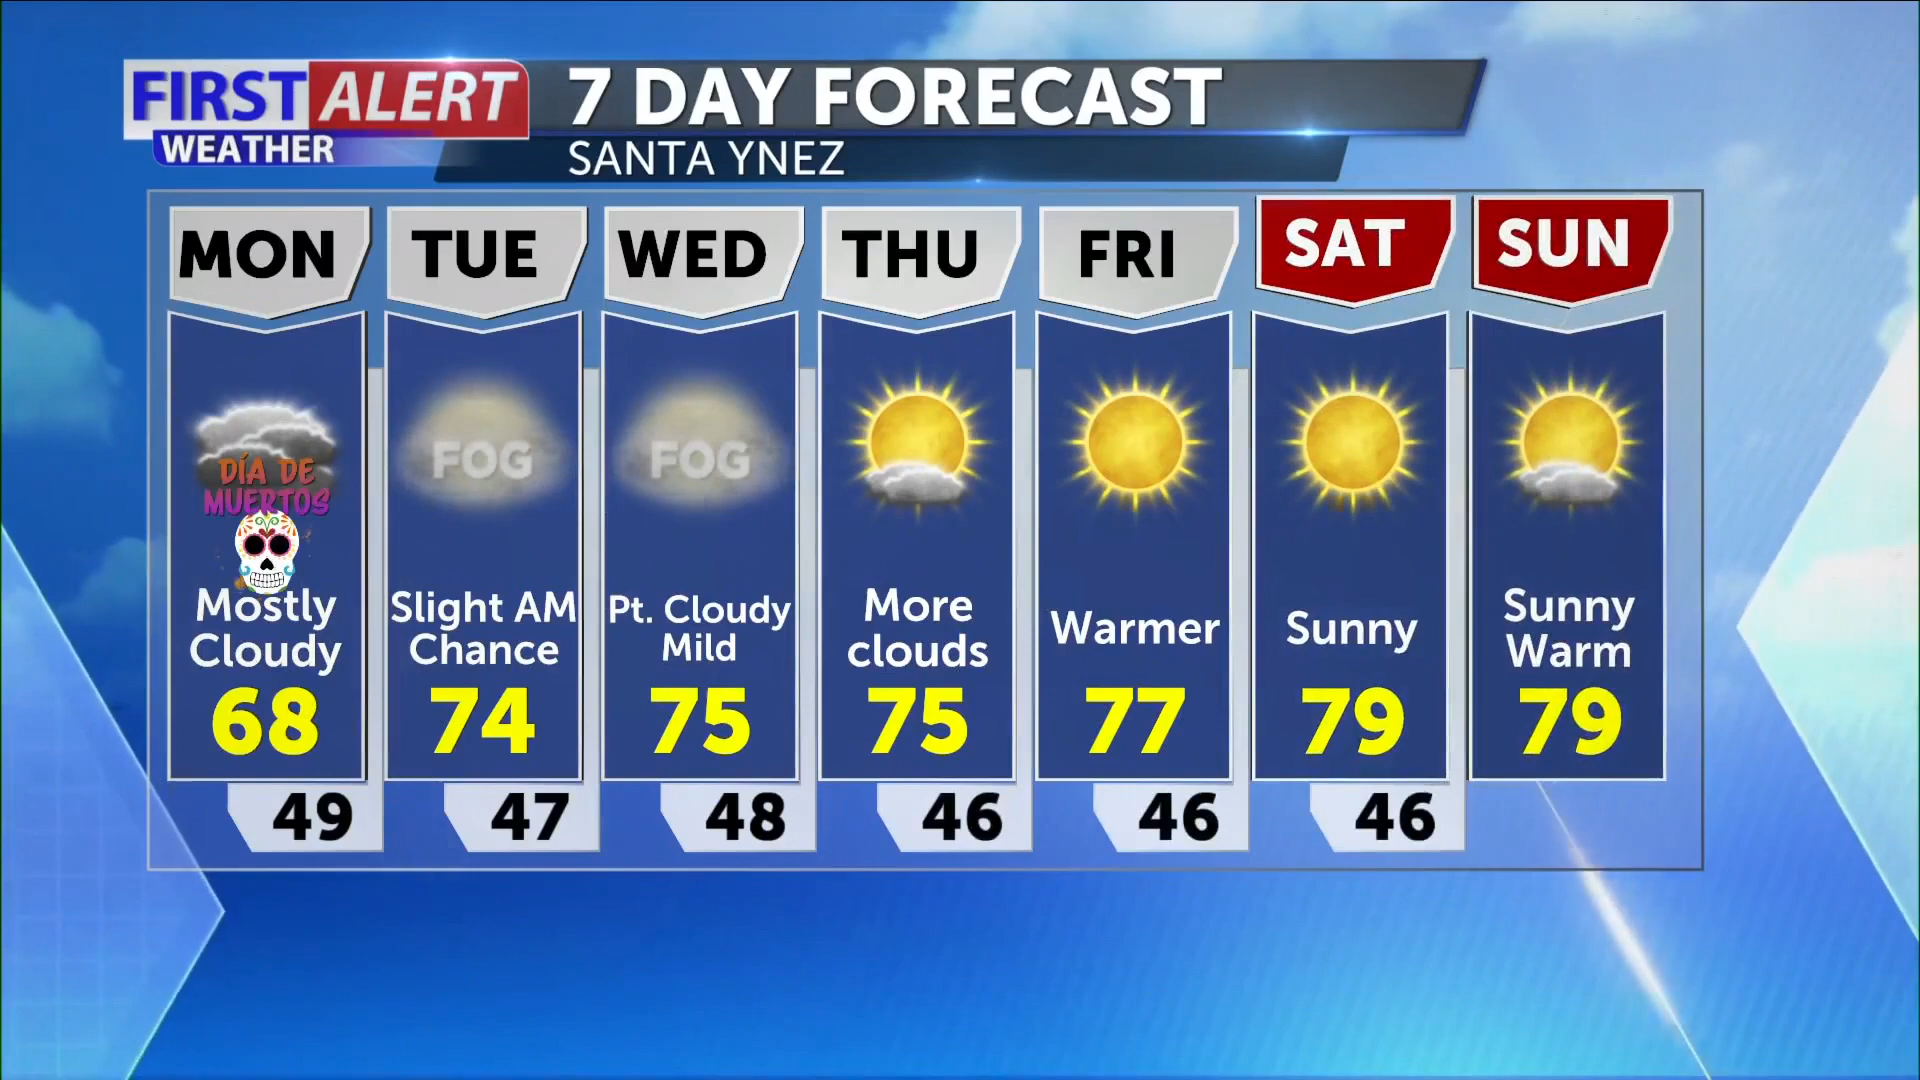 FIRST ALERT
WEATHER
7 DAY FORECAST
SANTA YNEZ
MON
TUE
WED
THU
FRI
SAT
SUN
DÍA DE
MUERTOS
Mostly
Cloudy
68
49
FOG
Slight AM
Chance
74
47
FOG
Pt. Cloudy
Mild
75
48
More
clouds
75
46
Warmer
77
46
Sunny
79
46
Sunny
Warm
79